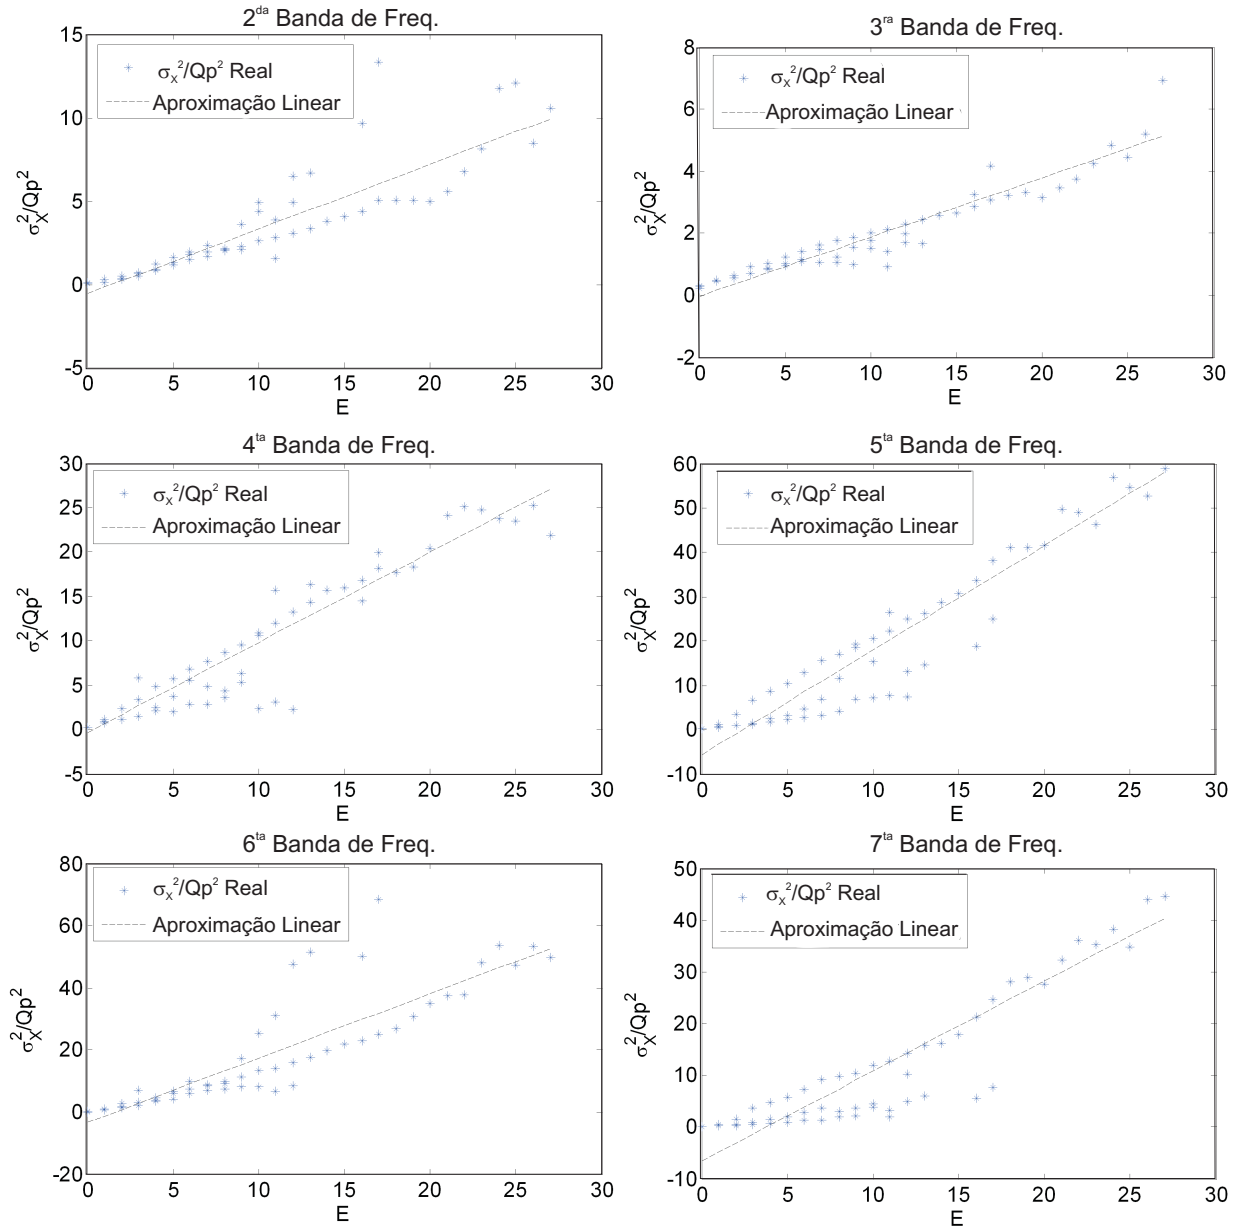 2da Banda de Freq.
15
10
5
0
-5
σx²/Qp² Real
Aproximação Linear
σX²/Qp²
0 5 10 15 20 25 30
E
3ra Banda de Freq.
8
6
4
2
0
-2
σx²/Qp² Real
Aproximação Linear
σX²/Qp²
0 5 10 15 20 25 30
E
4ta Banda de Freq.
30
25
20
15
10
5
0
-5
σx²/Qp² Real
Aproximação Linear
σX²/Qp²
0 5 10 15 20 25 30
E
5ta Banda de Freq.
60
50
40
30
20
10
0
-10
σx²/Qp² Real
Aproximação Linear
σX²/Qp²
0 5 10 15 20 25 30
E
6ta Banda de Freq.
80
60
40
20
0
-20
σx²/Qp² Real
Aproximação Linear
σX²/Qp²
0 5 10 15 20 25 30
E
7ta Banda de Freq.
50
40
30
20
10
0
-10
σx²/Qp² Real
Aproximação Linear
σX²/Qp²
0 5 10 15 20 25 30
E